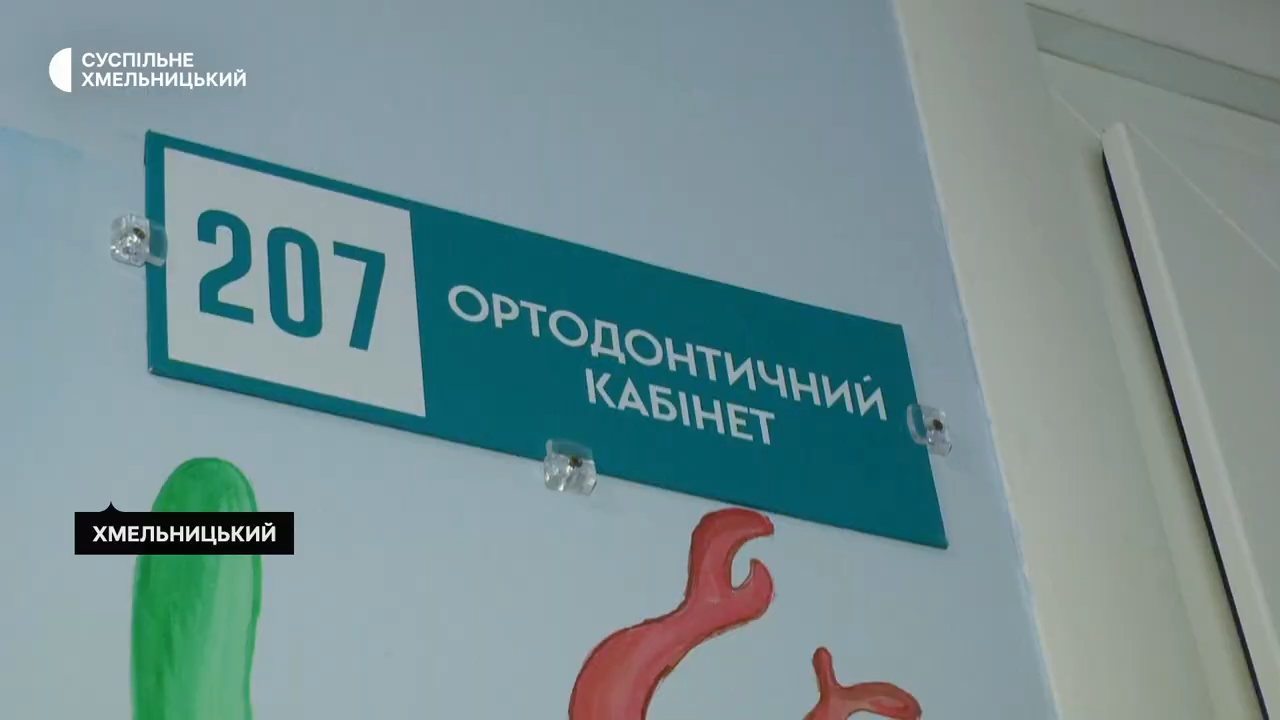 СУСПІЛЬНЕ
ХМЕЛЬНИЦЬКИЙ
207
ОРТОДОНТИЧНИЙ
КАБІНЕТ
ХМЕЛЬНИЦЬКИЙ